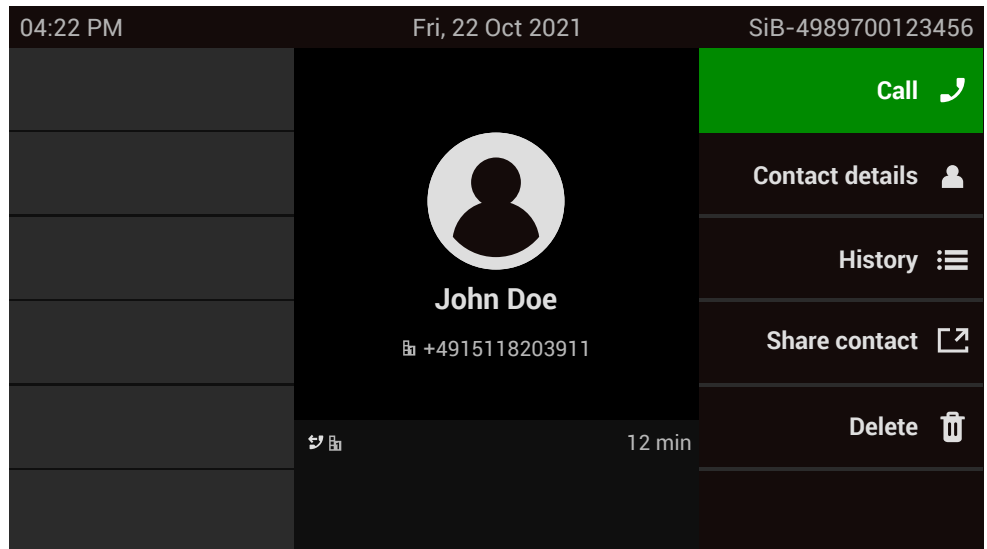 04:22 PM Fri, 22 Oct 2021 SiB-4989700123456
Call
Contact details
History
John Doe
Share contact
+4915118203911
Delete
12 min